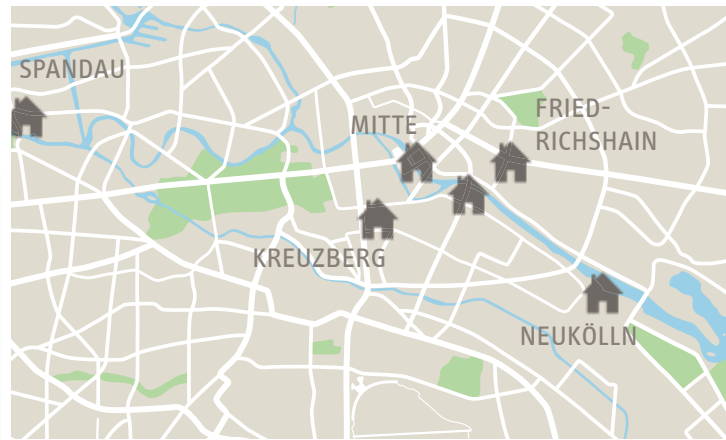 SPANDAU
MITTE
FRIED-
RICHSHAIN
KREUZBERG
NEUKÖLLN